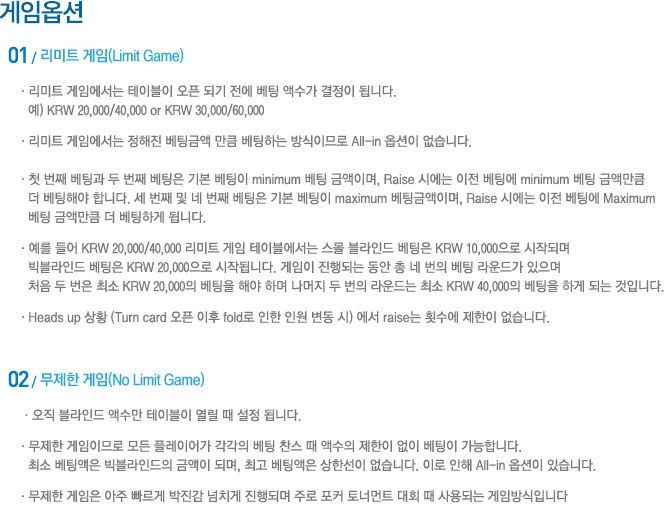 게임옵션
01 / 리미트 게임(Limit Game)
· 리미트 게임에서는 테이블이 오픈 되기 전에 베팅 액수가 결정이 됩니다.
예) KRW 20,000/40,000 or KRW 30,000/60,000
· 리미트 게임에서는 정해진 베팅금액 만큼 베팅하는 방식이므로 All-in 옵션이 없습니다.
· 첫 번째 베팅과 두 번째 베팅은 기본 베팅이 minimum 베팅 금액이며, Raise 시에는 이전 베팅에 minimum 베팅 금액만큼
더 베팅해야 합니다. 세 번째 및 네 번째 베팅은 기본 베팅이 maximum 베팅금액이며, Raise 시에는 이전 베팅에 Maximum
베팅 금액만큼 더 베팅하게 됩니다.
· 예를 들어 KRW 20,000/40,000 리미트 게임 테이블에서는 스몰 블라인드 베팅은 KRW 10,000으로 시작되며
빅블라인드 베팅은 KRW 20,000으로 시작됩니다. 게임이 진행되는 동안 총 네 번의 베팅 라운드가 있으며
처음 두 번은 최소 KRW 20,000의 베팅을 해야 하며 나머지 두 번의 라운드는 최소 KRW 40,000의 베팅을 하게 되는 것입니다.
· Heads up 상황 (Turn card 오픈 이후 fold로 인한 인원 변동 시) 에서 raise는 횟수에 제한이 없습니다.
02 / 무제한 게임(No Limit Game)
· 오직 블라인드 액수만 테이블이 열릴 때 설정 됩니다.
· 무제한 게임이므로 모든 플레이어가 각각의 베팅 찬스 때 액수의 제한이 없이 베팅이 가능합니다.
최소 베팅액은 빅블라인드의 금액이 되며, 최고 베팅액은 상한선이 없습니다. 이로 인해 All-in 옵션이 있습니다.
· 무제한 게임은 아주 빠르게 박진감 넘치게 진행되며 주로 포커 토너먼트 대회 때 사용되는 게임방식입니다